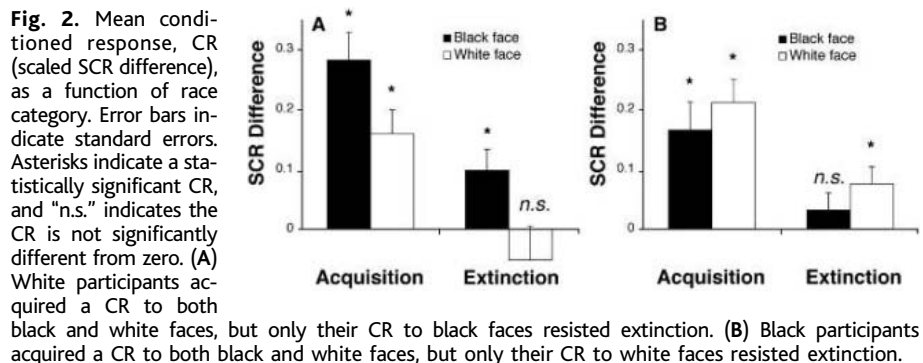 Fig. 2. Mean condi-
tioned response, CR
(scaled SCR difference),
as a function of race
category. Error bars in-
dicate standard errors.
Asterisks indicate a sta-
tistically significant CR,
and “n.s.” indicates the
CR is not significantly
different from zero. (A)
White participants ac-
quired a CR to both
black and white faces, but only their CR to black faces resisted extinction. (B) Black participants
acquired a CR to both black and white faces, but only their CR to white faces resisted extinction.
A
*
Black face
White face
0.3
*
0.2
*
0.1
n.s.
0
SCR Difference
Acquisition Extinction
B
Black face
White face
0.3
* *
0.2
*
0.1
n.s.
0
SCR Difference
Acquisition Extinction